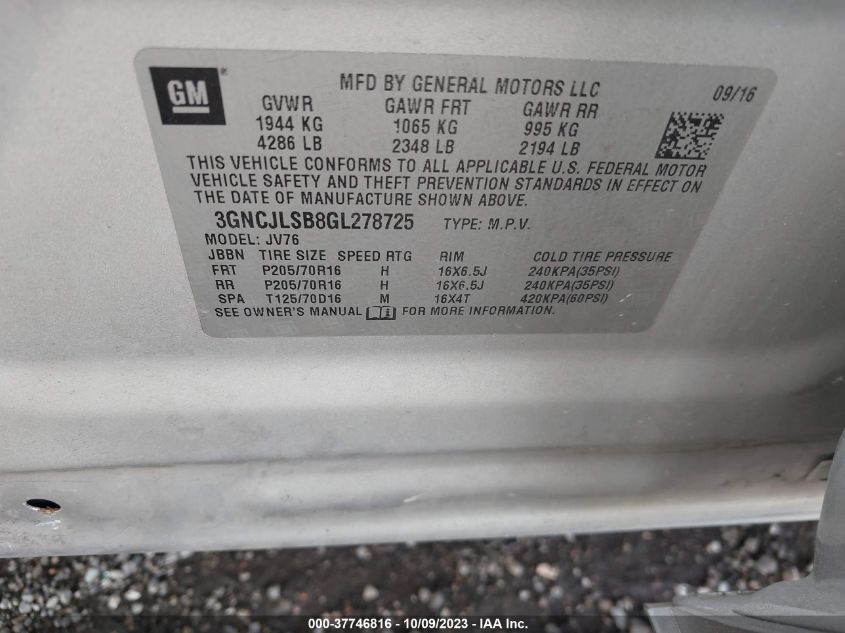 GM®
MFD BY GENERAL MOTORS LLC 09/16
GVWR GAWR FRT GAWR RR
1944 KG 1065 KG 995 KG
4286 LB 2348 LB 2194 LB
THIS VEHICLE CONFORMS TO ALL APPLICABLE U.S. FEDERAL MOTOR
VEHICLE SAFETY AND THEFT PREVENTION STANDARDS IN EFFECT ON
THE DATE OF MANUFACTURE SHOWN ABOVE.
3GNCJLSB8GL278725 TYPE: M.P.V.
MODEL: JV76
JBBN TIRE SIZE SPEED RTG RIM COLD TIRE PRESSURE
FRT P205/70R16 H 16X6.5J 240KPA(35PSI)
RR P205/70R16 H 16X6.5J 240KPA(35PSI)
SPA T125/70D16 M 16X4T 420KPA(60PSI)
SEE OWNER'S MANUAL FOR MORE INFORMATION.
000-37746816 - 10/09/2023 - IAA Inc.